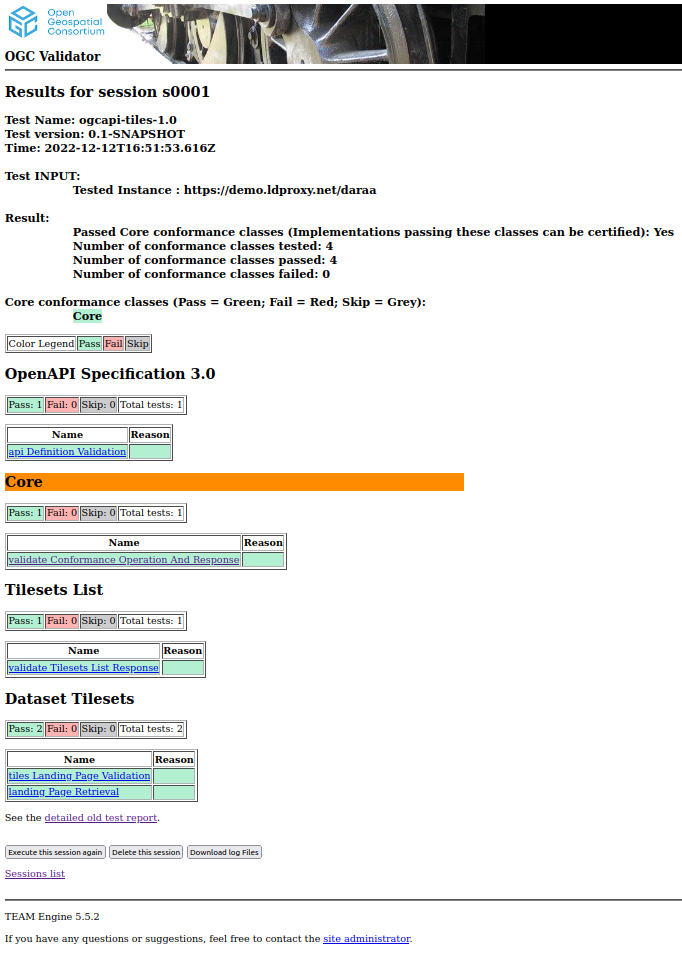 Open
Geospatial
Consortium
OGC Validator
Results for session s0001
Test Name: ogcapi-tiles-1.0
Test version: 0.1-SNAPSHOT
Time: 2022-12-12T16:51:53.616Z
Test INPUT:
Tested Instance : https://demo.ldproxy.net/daraa
Result:
Passed Core conformance classes (Implementations passing these classes can be certified): Yes
Number of conformance classes tested: 4
Number of conformance classes passed: 4
Number of conformance classes failed: 0
Core conformance classes (Pass = Green; Fail = Red; Skip = Grey):
Core
Color Legend Pass Fail Skip
OpenAPI Specification 3.0
Pass: 1 Fail: 0 Skip: 0 Total tests: 1
Name Reason
api Definition Validation
Core
Pass: 1 Fail: 0 Skip: 0 Total tests: 1
Name Reason
validate Conformance Operation And Response
Tilesets List
Pass: 1 Fail: 0 Skip: 0 Total tests: 1
Name Reason
validate Tilesets List Response
Dataset Tilesets
Pass: 2 Fail: 0 Skip: 0 Total tests: 2
Name Reason
tiles Landing Page Validation
landing Page Retrieval
See the detailed old test report.
Execute this session again Delete this session Download log Files
Sessions list
TEAM Engine 5.5.2
If you have any questions or suggestions, feel free to contact the site administrator.